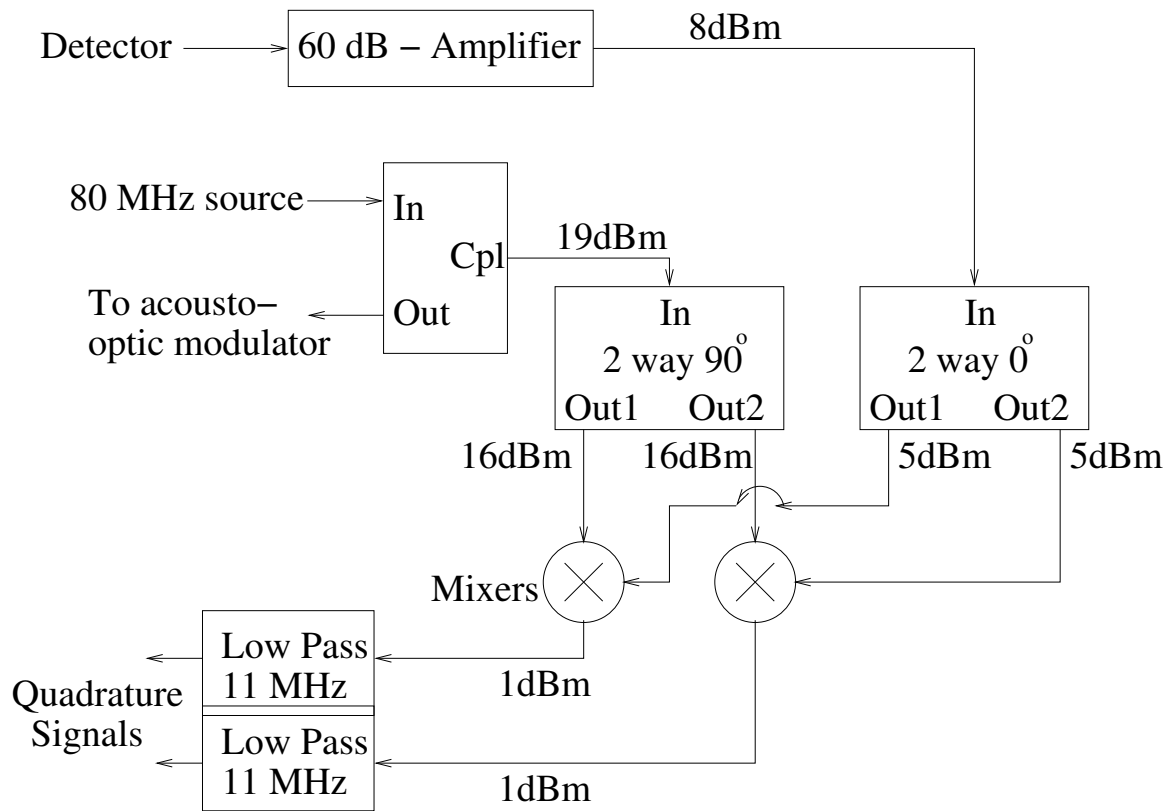 Detector
60 dB − Amplifier
8dBm
80 MHz source
In
Cpl
Out
19dBm
To acousto−
optic modulator
In
2 way 90°
Out1 Out2
In
2 way 0°
Out1 Out2
16dBm
16dBm
5dBm
5dBm
Mixers
Low Pass
11 MHz
1dBm
Quadrature
Signals
Low Pass
11 MHz
1dBm